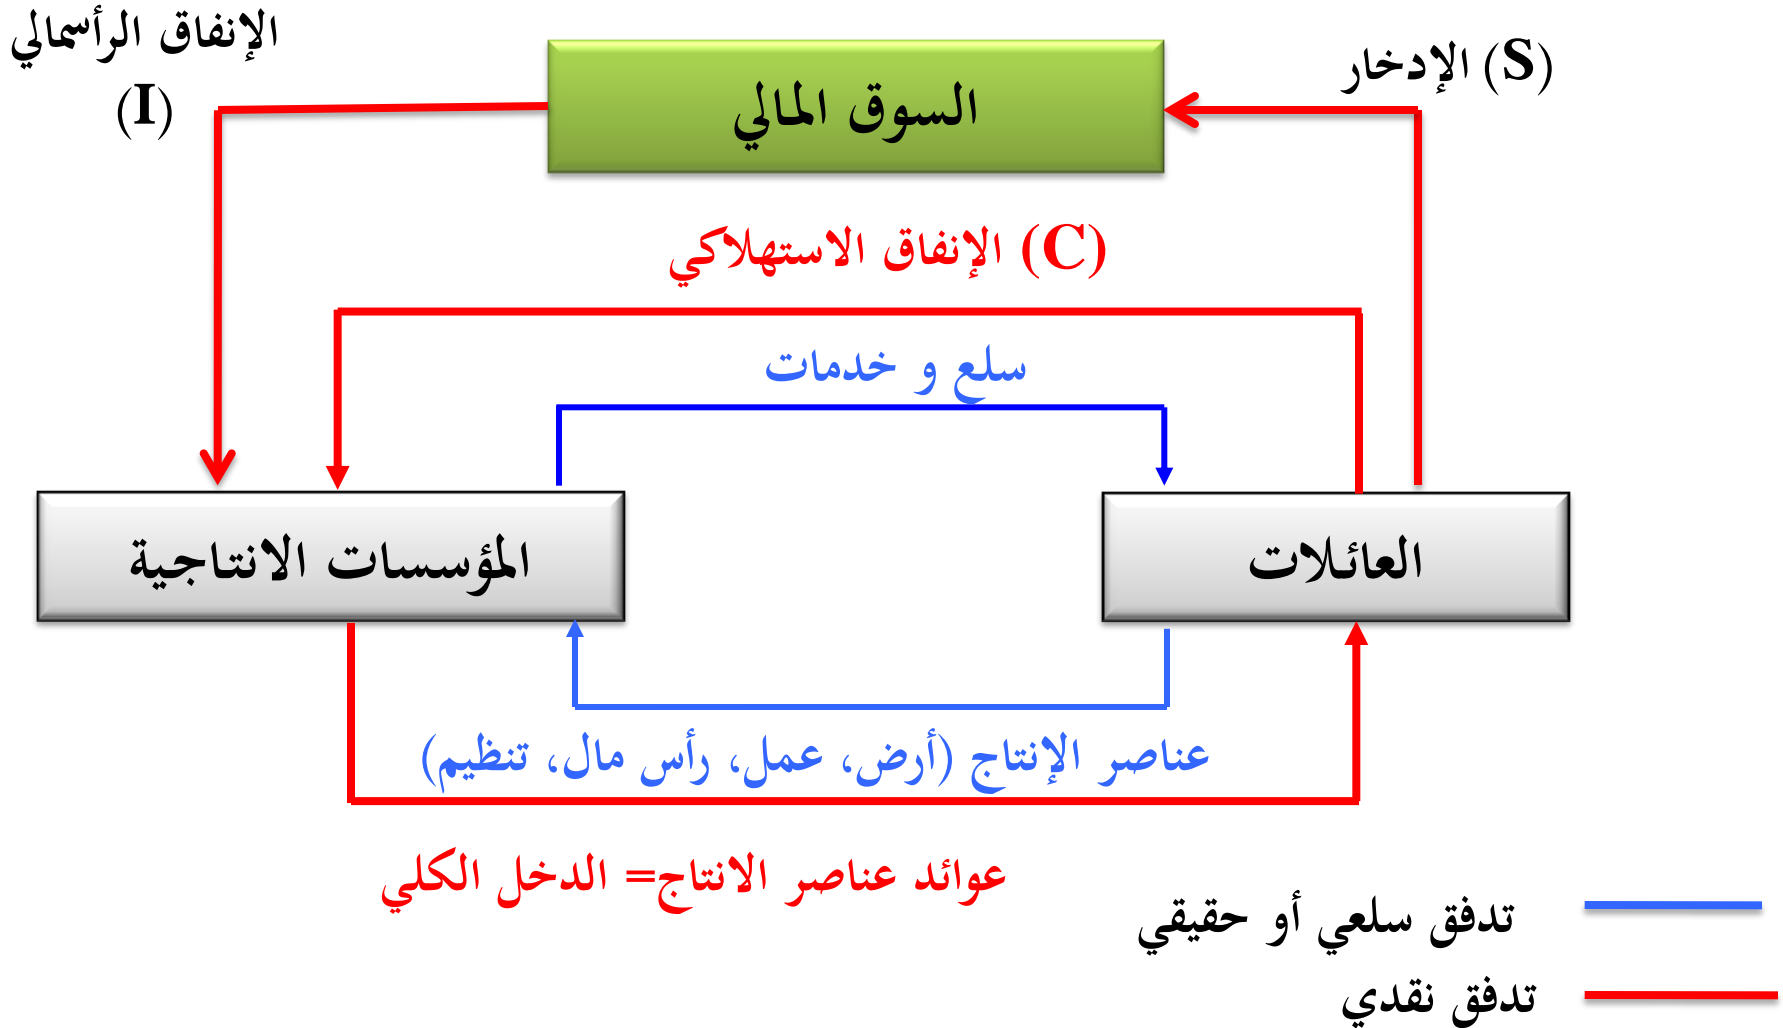 الإنفاق الرأسمالي
(I)
(S) الإدخار
السوق المالي
(C) الإنفاق الاستهلاكي
سلع و خدمات
العائلات
المؤسسات الانتاجية
عناصر الإنتاج (أرض، عمل، رأس مال، تنظيم)
عوائد عناصر الانتاج= الدخل الكلي
تدفق سلعي أو حقيقي
تدفق نقدي